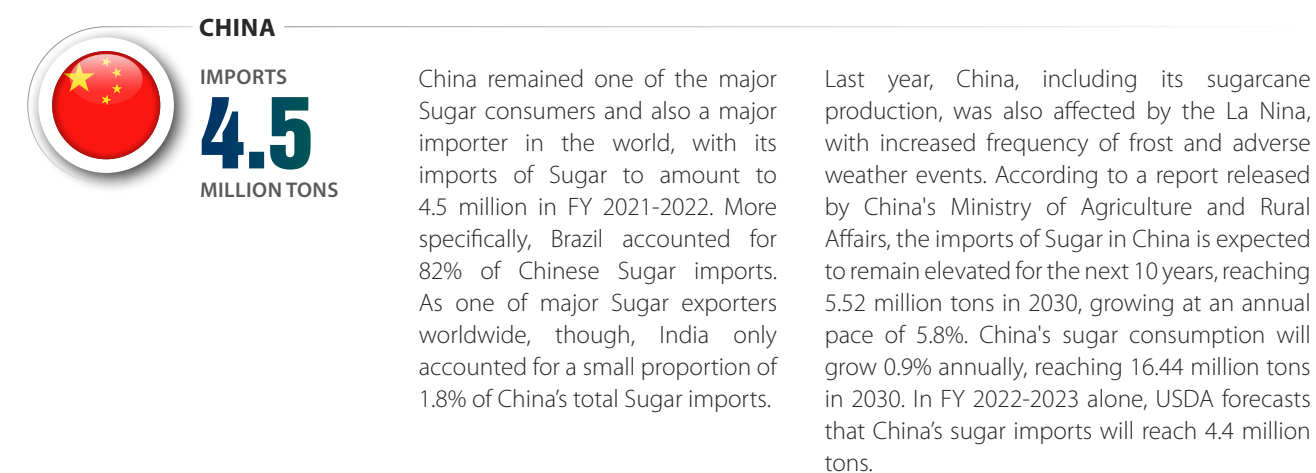 CHINA
IMPORTS
4.5
MILLION TONS
China remained one of the major
Sugar consumers and also a major
importer in the world, with its
imports of Sugar to amount to
4.5 million in FY 2021-2022. More
specifically, Brazil accounted for
82% of Chinese Sugar imports.
As one of major Sugar exporters
worldwide, though, India only
accounted for a small proportion of
1.8% of China’s total Sugar imports.
Last year, China, including its sugarcane
production, was also affected by the La Nina,
with increased frequency of frost and adverse
weather events. According to a report released
by China's Ministry of Agriculture and Rural
Affairs, the imports of Sugar in China is expected
to remain elevated for the next 10 years, reaching
5.52 million tons in 2030, growing at an annual
pace of 5.8%. China's sugar consumption will
grow 0.9% annually, reaching 16.44 million tons
in 2030. In FY 2022-2023 alone, USDA forecasts
that China’s sugar imports will reach 4.4 million
tons.